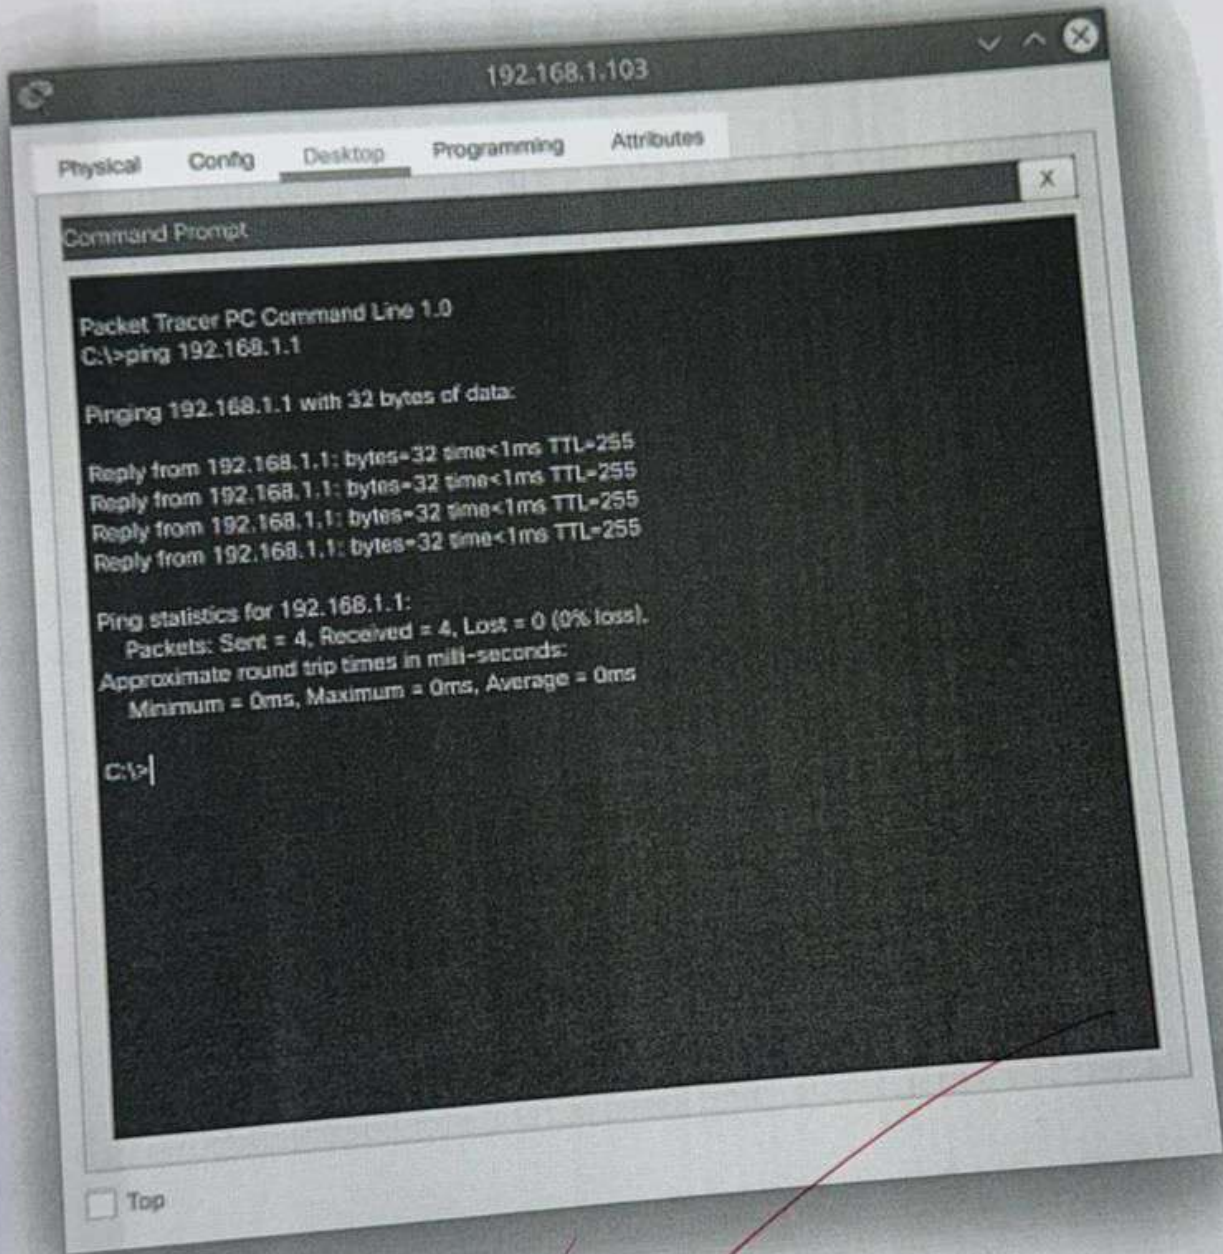 192.168.1.103
Physical Config Desktop Programming Attributes
Command Prompt X
Packet Tracer PC Command Line 1.0
C:\>ping 192.168.1.1
Pinging 192.168.1.1 with 32 bytes of data:
Reply from 192.168.1.1: bytes=32 time<1ms TTL=255
Reply from 192.168.1.1: bytes=32 time<1ms TTL=255
Reply from 192.168.1.1: bytes=32 time<1ms TTL=255
Reply from 192.168.1.1: bytes=32 time<1ms TTL=255
Ping statistics for 192.168.1.1:
Packets: Sent = 4, Received = 4, Lost = 0 (0% loss),
Approximate round trip times in milli-seconds:
Minimum = 0ms, Maximum = 0ms, Average = 0ms
C:\>
Top